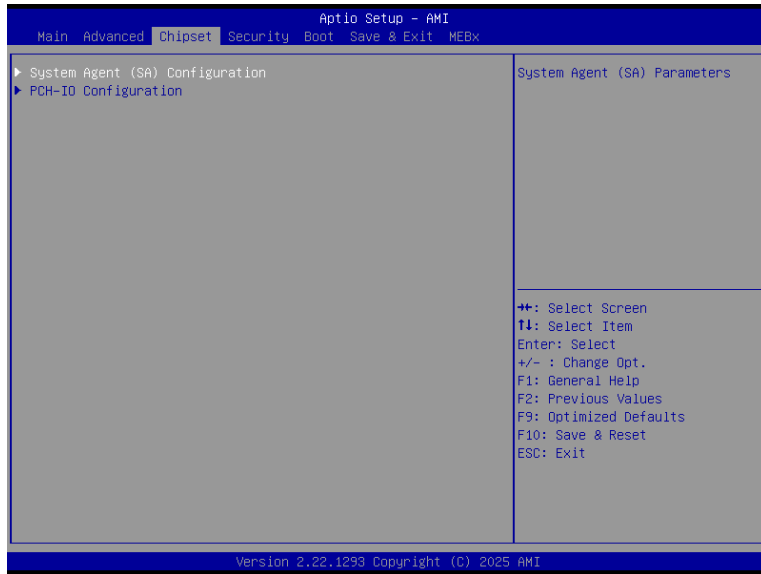 Aptio Setup - AMI
Main Advanced Chipset Security Boot Save & Exit MEBx
System Agent (SA) Configuration
PCH-IO Configuration
System Agent (SA) Parameters
→←: Select Screen
↑↓: Select Item
Enter: Select
+/- : Change Opt.
F1: General Help
F2: Previous Values
F9: Optimized Defaults
F10: Save & Reset
ESC: Exit
Version 2.22.1293 Copyright (C) 2025 AMI